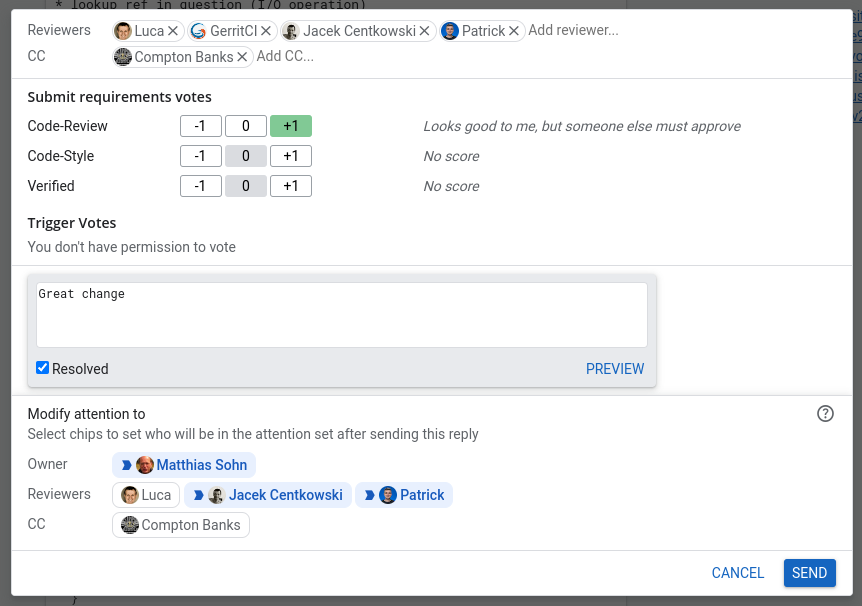 * lookup ref in question (I/O operation)
Reviewers Luca GerritCI Jacek Centkowski Patrick Add reviewer...
CC Compton Banks Add CC...
Submit requirements votes
Code-Review -1 0 +1 Looks good to me, but someone else must approve
Code-Style -1 0 +1 No score
Verified -1 0 +1 No score
Trigger Votes
You don't have permission to vote
Great change
Resolved PREVIEW
Modify attention to
Select chips to set who will be in the attention set after sending this reply
Owner Matthias Sohn
Reviewers Luca Jacek Centkowski Patrick
CC Compton Banks
CANCEL SEND
}